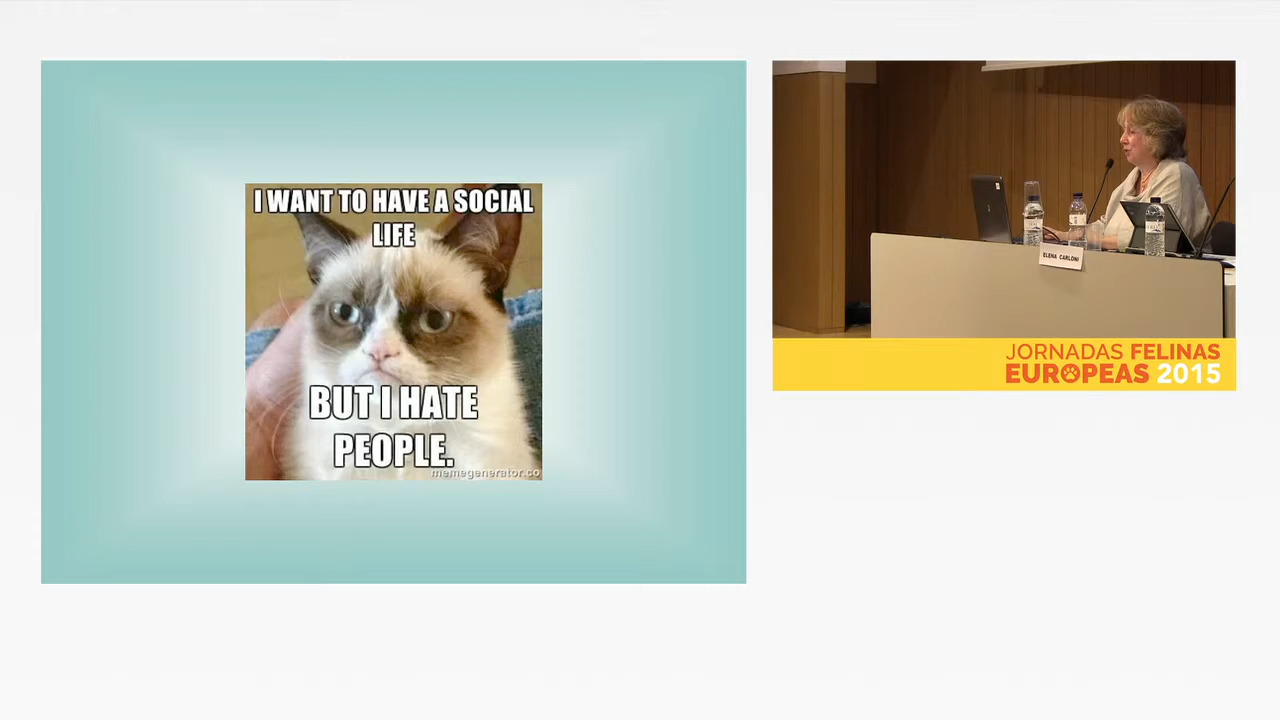 I WANT TO HAVE A SOCIAL
LIFE
BUT I HATE
PEOPLE.
memegenerator.co
ELENA CARLONI
JORNADAS FELINAS
EUROPEAS 2015